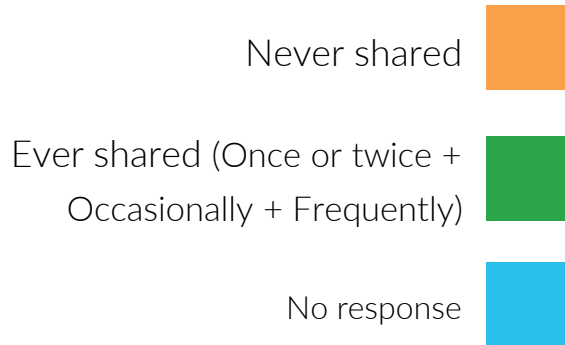 Never shared
Ever shared (Once or twice +
Occasionally + Frequently)
No response